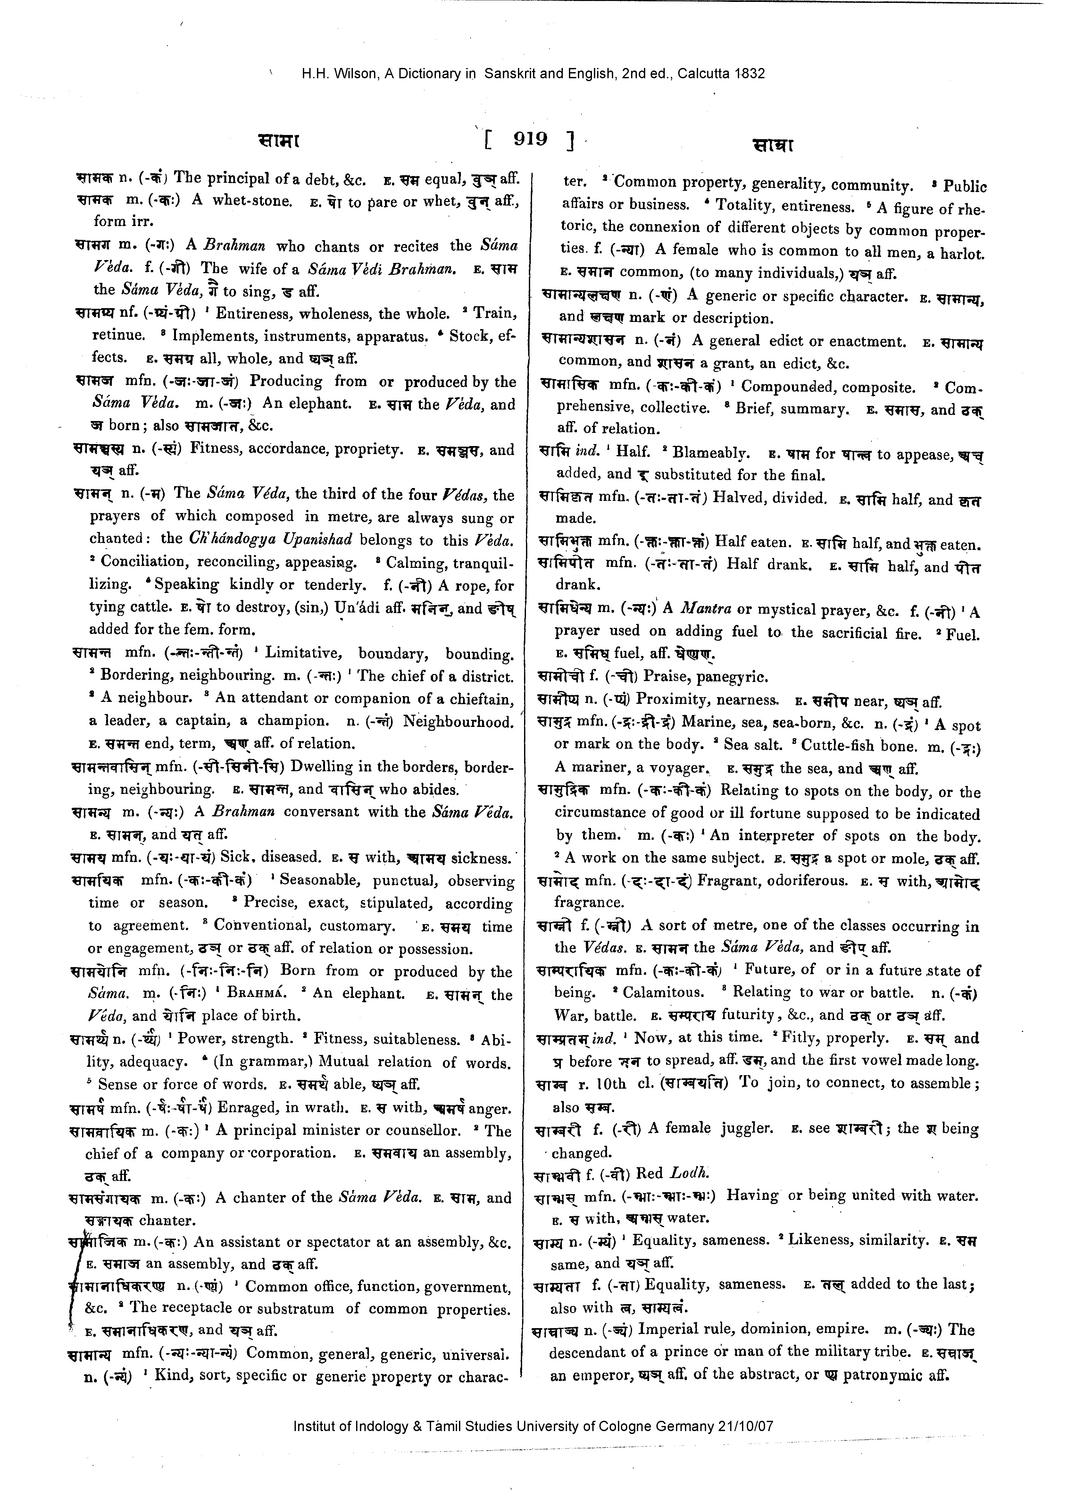 H.H. Wilson, A Dictionary in Sanskrit and English, 2nd ed., Calcutta 1832
सामा
[ 919 ]
साम्रा
सामक n. (-कं) The principal of a debt, &c. E. सम equal, वुञ् aff.
सामक m. (-कः) A whet-stone. E. षो to pare or whet, वुन् aff.,
form irr.
सामग m. (-गः) A Brahman who chants or recites the Sáma
Véda. f. (-गी) The wife of a Sáma Védi Brahman. E. साम
the Sáma Véda, गै to sing, ड aff.
सामग्र्य nf. (-ग्र्यं-ग्री) ¹ Entireness, wholeness, the whole. ² Train,
retinue. ³ Implements, instruments, apparatus. ⁴ Stock, ef-
fects. E. समग्र all, whole, and ष्यञ् aff.
सामज mfn. (-जः-जा-जं) Producing from or produced by the
Sáma Véda. m. (-जः) An elephant. E. साम the Véda, and
ज born; also सामजात, &c.
सामञ्जस्य n. (-स्यं) Fitness, accordance, propriety. E. समञ्जस, and
यञ् aff.
सामन् n. (-म) The Sáma Véda, the third of the four Védas, the
prayers of which composed in metre, are always sung or
chanted: the Ch'hándogya Upanishad belongs to this Véda.
² Conciliation, reconciling, appeasing. ³ Calming, tranquil-
lizing. ⁴ Speaking kindly or tenderly. f. (-नी) A rope, for
tying cattle. E. षो to destroy, (sin,) Un'ádi aff. मनिन्, and ङीष्
added for the fem. form.
सामन्त mfn. (-न्तः-न्ती-न्तं) ¹ Limitative, boundary, bounding.
² Bordering, neighbouring. m. (-न्तः) ¹ The chief of a district.
² A neighbour. ³ An attendant or companion of a chieftain,
a leader, a captain, a champion. n. (-न्तं) Neighbourhood.
E. समन्त end, term, अण् aff. of relation.
सामन्तवासिन् mfn. (-सी-सिनी-सि) Dwelling in the borders, border-
ing, neighbouring. E. सामन्त, and वासिन् who abides.
सामन्य m. (-न्यः) A Brahman conversant with the Sáma Véda.
E. सामन्, and यत् aff.
सामय mfn. (-यः-या-यं) Sick, diseased. E. स with, आमय sickness.
सामयिक mfn. (-कः-की-कं) ¹ Seasonable, punctual, observing
time or season. ² Precise, exact, stipulated, according
to agreement. ³ Conventional, customary. E. समय time
or engagement, ठञ् or ठक् aff. of relation or possession.
सामयोनि mfn. (-निः-निः-नि) Born from or produced by the
Sáma. m. (-निः) ¹ BRAHMÁ. ² An elephant. E. सामन् the
Véda, and योनि place of birth.
सामर्थ्य n. (-र्थ्यं) ¹ Power, strength. ² Fitness, suitableness. ³ Abi-
lity, adequacy. ⁴ (In grammar,) Mutual relation of words.
⁵ Sense or force of words. E. समर्थ able, ष्यञ् aff.
सामर्ष mfn. (-र्षः-र्षा-र्षं) Enraged, in wrath. E. स with, अमर्ष anger.
सामवायिक m. (-कः) ¹ A principal minister or counsellor. ² The
chief of a company or corporation. E. समवाय an assembly,
ठक् aff.
सामसंगायक m. (-कः) A chanter of the Sáma Véda. E. साम, and
सङ्गायक chanter.
सामाजिक m. (-कः) An assistant or spectator at an assembly, &c.
E. समाज an assembly, and ठक् aff.
सामानाधिकरण्य n. (-ण्यं) ¹ Common office, function, government,
&c. ² The receptacle or substratum of common properties.
E. समानाधिकरण, and यञ् aff.
सामान्य mfn. (-न्यः-न्या-न्यं) Common, general, generic, universal.
n. (-न्यं) ¹ Kind, sort, specific or generic property or charac-
ter. ² Common property, generality, community. ³ Public
affairs or business. ⁴ Totality, entireness. ⁵ A figure of rhe-
toric, the connexion of different objects by common proper-
ties. f. (-न्या) A female who is common to all men, a harlot.
E. समान common, (to many individuals,) ष्यञ् aff.
सामान्यलक्षण n. (-णं) A generic or specific character. E. सामान्य,
and लक्षण mark or description.
सामान्यशासन n. (-नं) A general edict or enactment. E. सामान्य
common, and शासन a grant, an edict, &c.
सामासिक mfn. (-कः-की-कं) ¹ Compounded, composite. ² Com-
prehensive, collective. ³ Brief, summary. E. समास, and ठक्
aff. of relation.
सामि ind. ¹ Half. ² Blameably. E. षाम for षान्त्व to appease, अच्
added, and इ substituted for the final.
सामिकृत mfn. (-तः-ता-तं) Halved, divided. E. सामि half, and कृत
made.
सामिभुक्त mfn. (-क्तः-क्ता-क्तं) Half eaten. E. सामि half, and भुक्त eaten.
सामिपीत mfn. (-तः-ता-तं) Half drank. E. सामि half, and पीत
drank.
सामिधेन्य m. (-न्यः) A Mantra or mystical prayer, &c. f. (-नी) ¹ A
prayer used on adding fuel to the sacrificial fire. ² Fuel.
E. समिध् fuel, aff. षेण्यण्.
सामीची f. (-ची) Praise, panegyric.
सामीप्य n. (-प्यं) Proximity, nearness. E. समीप near, ष्यञ् aff.
सामुद्र mfn. (-द्रः-द्री-द्रं) Marine, sea, sea-born, &c. n. (-द्रं) ¹ A spot
or mark on the body. ² Sea salt. ³ Cuttle-fish bone. m. (-द्रः)
A mariner, a voyager. E. समुद्र the sea, and अण् aff.
सामुद्रिक mfn. (-कः-की-कं) Relating to spots on the body, or the
circumstance of good or ill fortune supposed to be indicated
by them. m. (-कः) ¹ An interpreter of spots on the body.
² A work on the same subject. E. समुद्र a spot or mole, ठक् aff.
सामोद mfn. (-दः-दा-दं) Fragrant, odoriferous. E. स with, आमोद
fragrance.
साम्नी f. (-म्नी) A sort of metre, one of the classes occurring in
the Védas. E. सामन the Sáma Véda, and ङीप् aff.
साम्परायिक mfn. (-कः-की-कं) ¹ Future, of or in a future state of
being. ² Calamitous. ³ Relating to war or battle. n. (-कं)
War, battle. E. सम्पराय futurity, &c., and ठक् or ठञ् aff.
साम्प्रतम् ind. ¹ Now, at this time. ² Fitly, properly. E. सम् and
प्र before तन to spread, aff. डम्, and the first vowel made long.
साम्ब r. 10th cl. (साम्बयति) To join, to connect, to assemble;
also सम्ब.
साम्बरी f. (-री) A female juggler. E. see शाम्बरी; the श being
changed.
साम्भवी f. (-वी) Red Lodh.
साम्भस् mfn. (-म्भाः-म्भाः-म्भः) Having or being united with water.
E. स with, अम्भस् water.
साम्य n. (-म्यं) ¹ Equality, sameness. ² Likeness, similarity. E. सम
same, and यञ् aff.
साम्यता f. (-ता) Equality, sameness. E. तल् added to the last;
also with त्व, साम्यत्वं.
साम्राज्य n. (-ज्यं) Imperial rule, dominion, empire. m. (-ज्यः) The
descendant of a prince or man of the military tribe. E. सम्राज्
an emperor, ष्यञ् aff. of the abstract, or ण्य patronymic aff.
Institut of Indology & Tamil Studies University of Cologne Germany 21/10/07